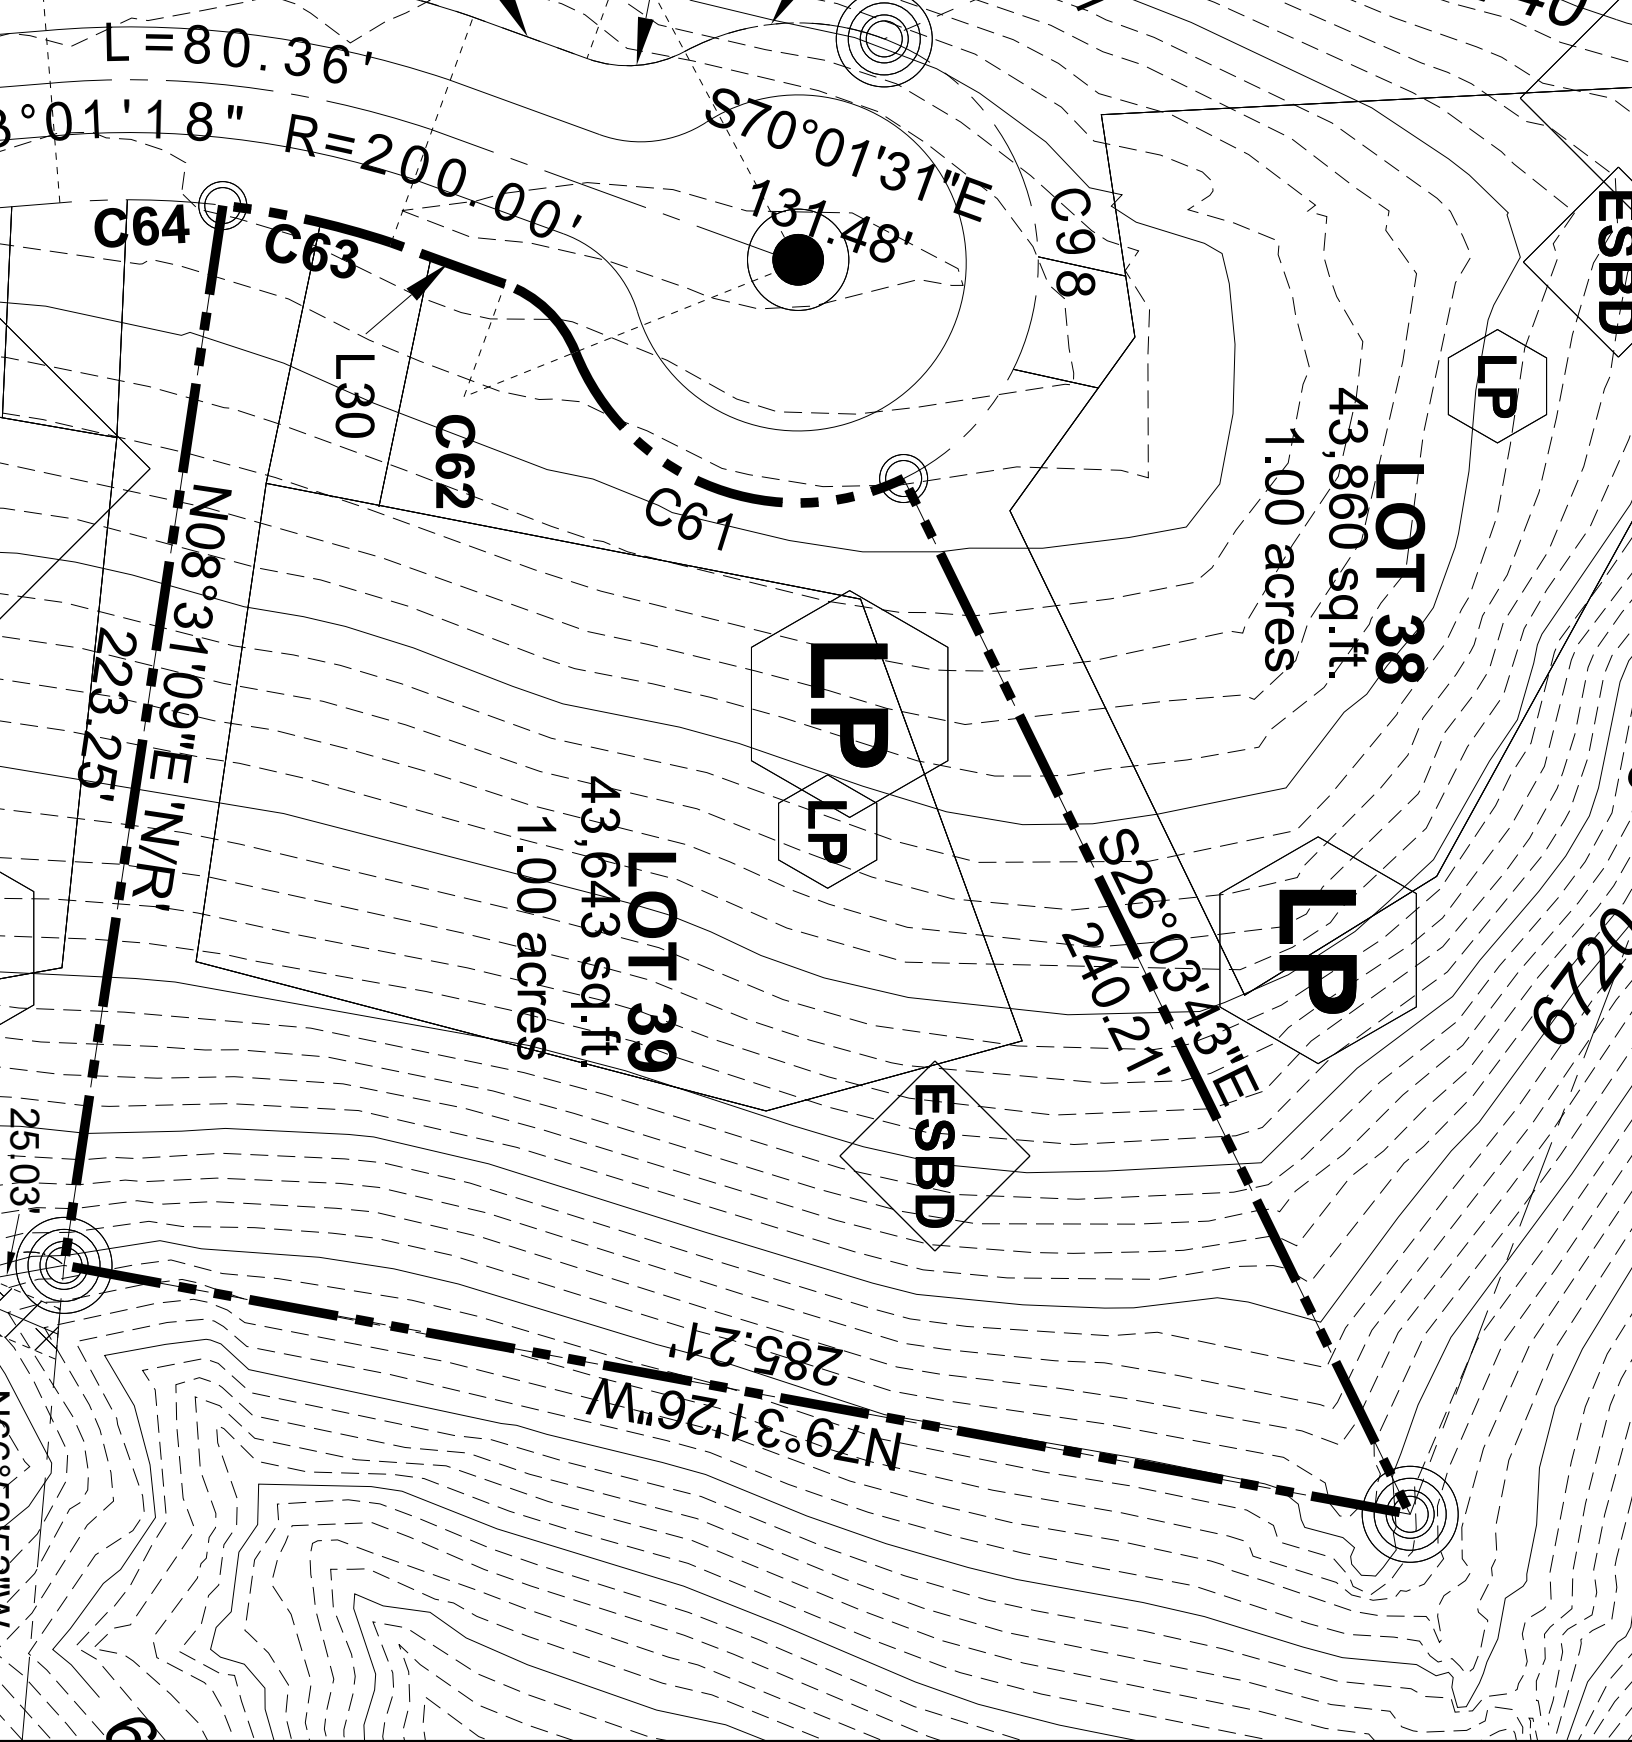 L=80.36'
°01'18" R=200.00'
S70°01'31"E
131.48'
C98
C64
C63
L30
C62
C61
ESBD
LP
LOT 38
43,860 sq.ft.
1.00 acres
N08°31'09"E 'N/R'
223.25'
LP
LP
LOT 39
43,643 sq.ft.
1.00 acres
S26°03'43"E
240.21'
LP
6720
ESBD
25.03'
285.21'
N79°31'26"W